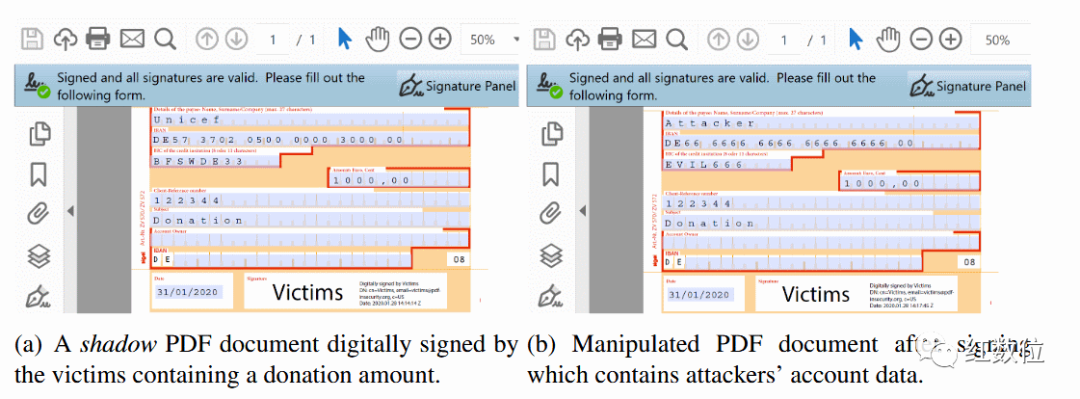 1 / 1 50%
Signed and all signatures are valid. Please fill out the following form.
Signature Panel
Details of the payee Name, Surname/Company (max. 27 characters)
Unicef
IBAN
DE57 3702 0500 0000 3000 00
BIC of the credit institution (8 oder 11 characters)
BFSWDE33
Amount: Euro, Cent
1000,00
Client-Reference number
122344
Subject
Donation
Account Owner
IBAN
DE
08
Date
31/01/2020
Signature
Victims
Digitally signed by Victims
DN: cn=Victims, email=victims@pdf-insecurity.org, c=US
Date: 2020.01.28 14:14:14 Z
(a) A shadow PDF document digitally signed by
the victims containing a donation amount.
1 / 1 50%
Signed and all signatures are valid. Please fill out the following form.
Signature Panel
Details of the payee Name, Surname/Company (max. 27 characters)
Attacker
IBAN
DE66 6666 6666 6666 6666 00
BIC of the credit institution (8 oder 11 characters)
EVIL666
Amount: Euro, Cent
1000,00
Client-Reference number
122344
Subject
Donation
Account Owner
IBAN
DE
08
Date
31/01/2020
Signature
Victims
Digitally signed by Victims
DN: cn=Victims, email=victims@pdf-insecurity.org, c=US
Date: 2020.01.28 14:17:45 Z
(b) Manipulated PDF document after signing
which contains attackers' account data.
红数位